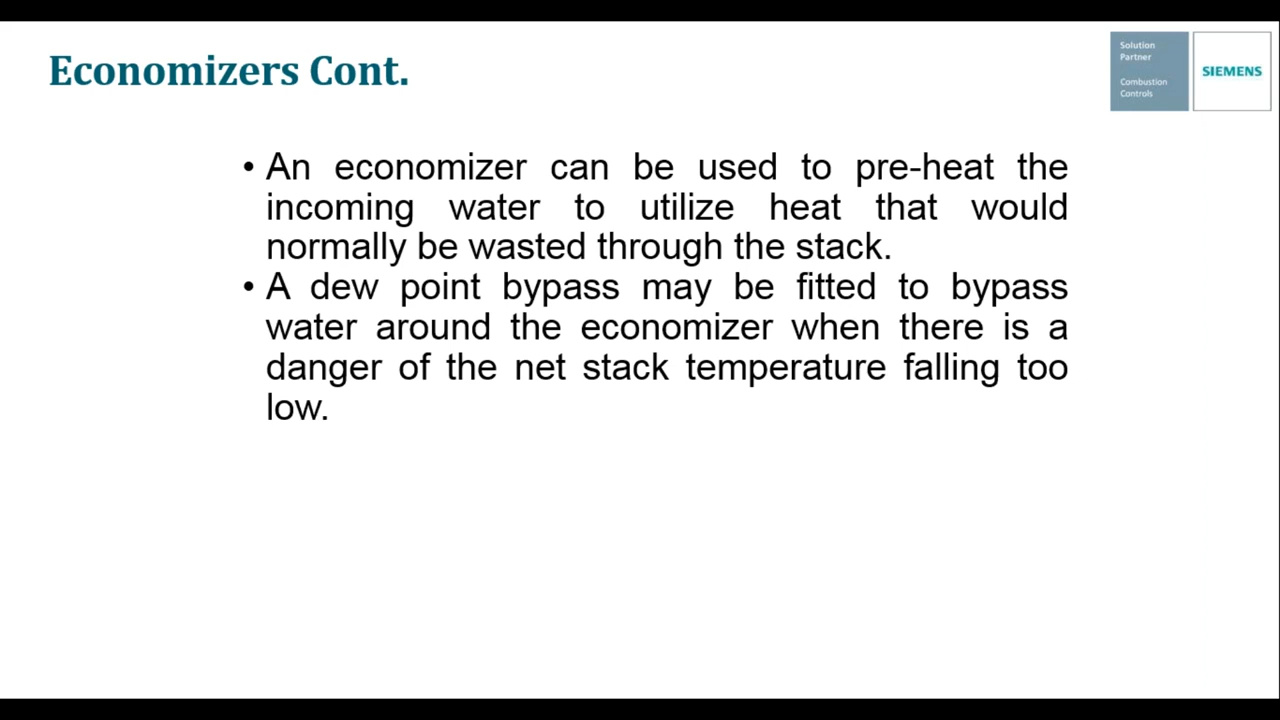 Economizers Cont.
Solution
Partner
Combustion
Controls
SIEMENS
• An economizer can be used to pre-heat the
incoming water to utilize heat that would
normally be wasted through the stack.
• A dew point bypass may be fitted to bypass
water around the economizer when there is a
danger of the net stack temperature falling too
low.